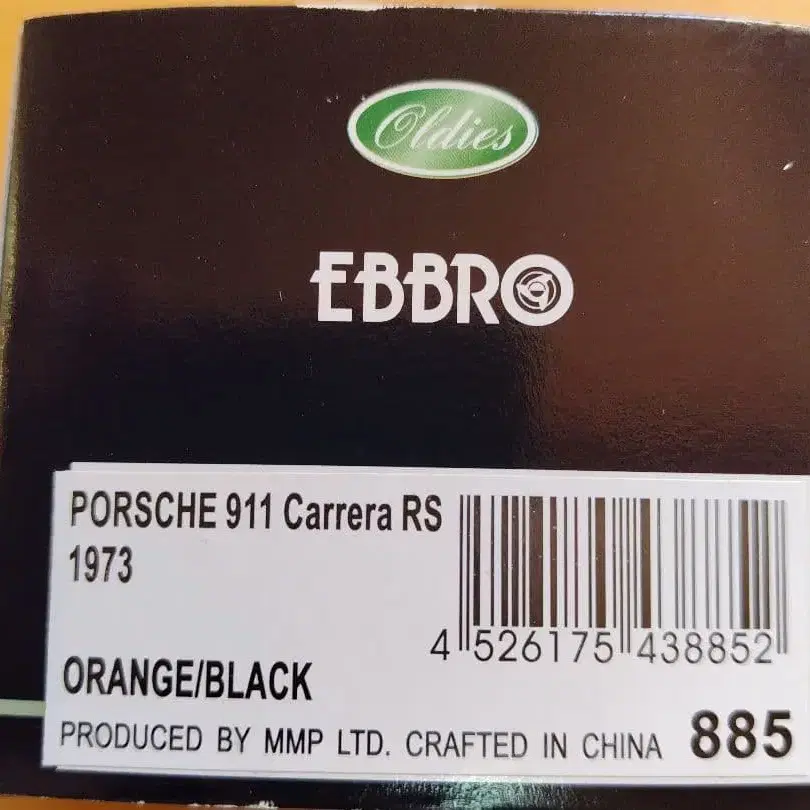 Oldies
EBBRO
PORSCHE 911 Carrera RS
1973
4 526175 438852
ORANGE/BLACK
PRODUCED BY MMP LTD. CRAFTED IN CHINA 885